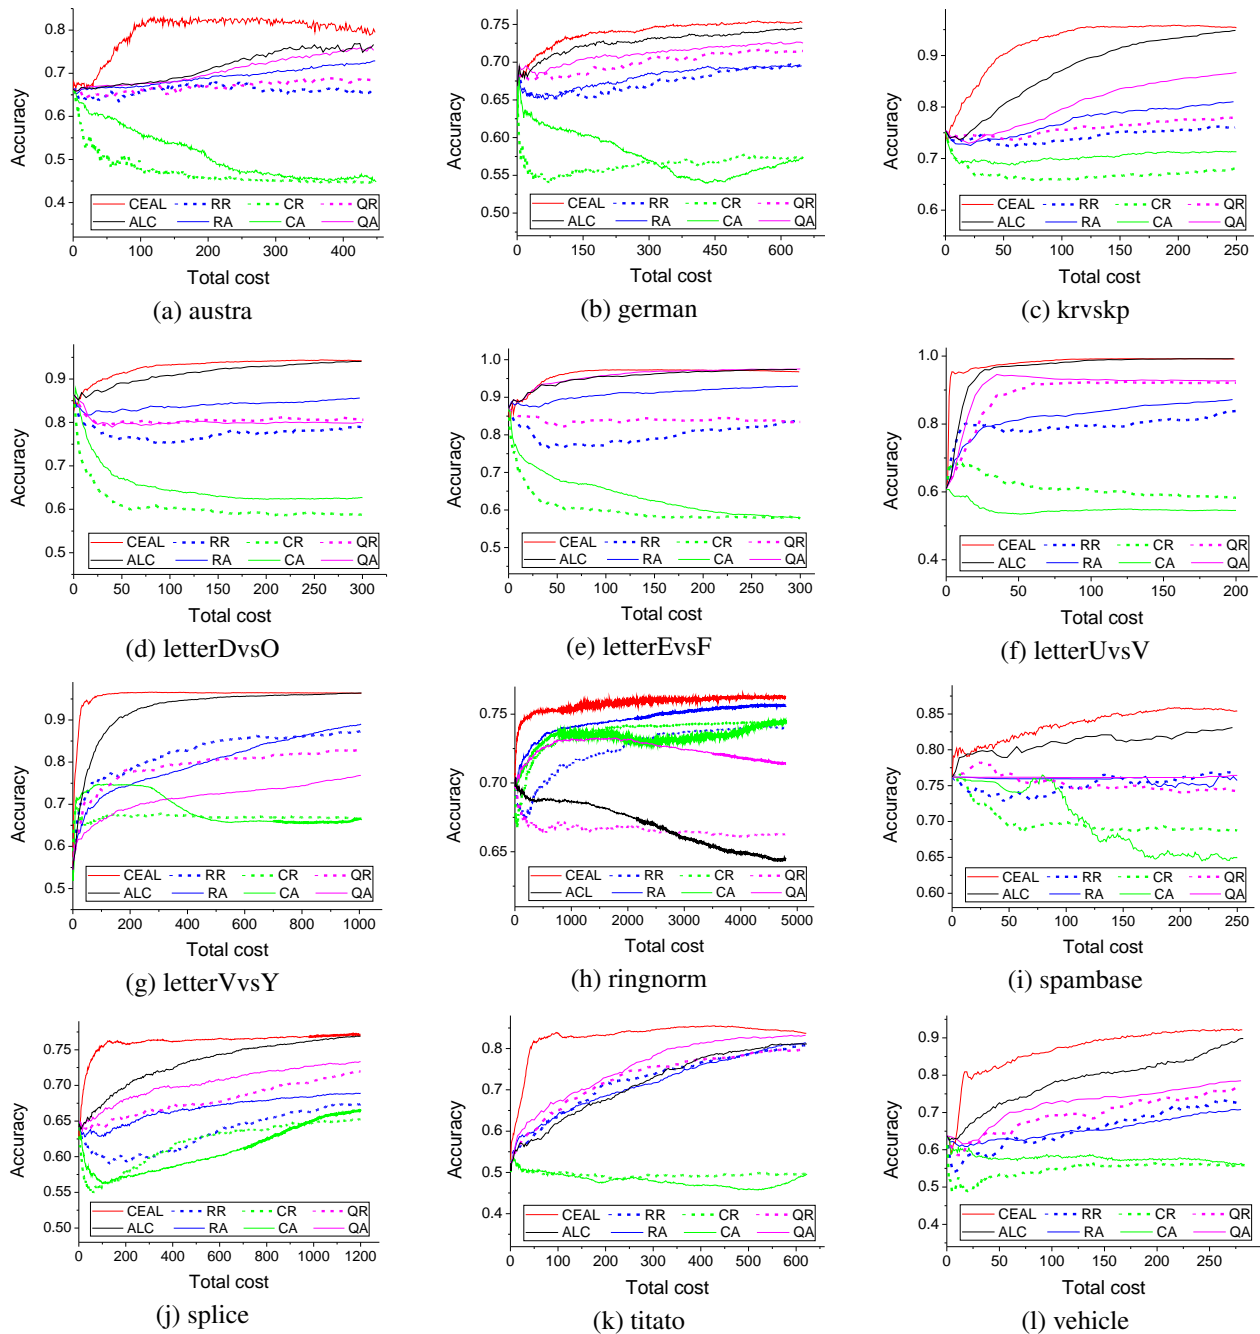 Accuracy
0.8
0.7
0.6
0.5
0.4
CEAL RR CR QR
ALC RA CA QA
0 100 200 300 400
Total cost
(a) austra
Accuracy
0.75
0.70
0.65
0.60
0.55
0.50
CEAL RR CR QR
ALC RA CA QA
0 150 300 450 600
Total cost
(b) german
Accuracy
0.9
0.8
0.7
0.6
CEAL RR CR QR
ALC RA CA QA
0 50 100 150 200 250
Total cost
(c) krvskp
Accuracy
0.9
0.8
0.7
0.6
0.5
CEAL RR CR QR
ALC RA CA QA
0 50 100 150 200 250 300
Total cost
(d) letterDvsO
Accuracy
1.0
0.9
0.8
0.7
0.6
0.5
CEAL RR CR QR
ALC RA CA QA
0 50 100 150 200 250 300
Total cost
(e) letterEvsF
Accuracy
1.0
0.8
0.6
0.4
CEAL RR CR QR
ALC RA CA QA
0 50 100 150 200
Total cost
(f) letterUvsV
Accuracy
0.9
0.8
0.7
0.6
0.5
CEAL RR CR QR
ALC RA CA QA
0 200 400 600 800 1000
Total cost
(g) letterVvsY
Accuracy
0.75
0.70
0.65
CEAL RR CR QR
ACL RA CA QA
0 1000 2000 3000 4000 5000
Total cost
(h) ringnorm
Accuracy
0.85
0.80
0.75
0.70
0.65
0.60
CEAL RR CR QR
ALC RA CA QA
0 50 100 150 200 250
Total cost
(i) spambase
Accuracy
0.75
0.70
0.65
0.60
0.55
0.50
CEAL RR CR QR
ALC RA CA QA
0 200 400 600 800 1000 1200
Total cost
(j) splice
Accuracy
0.8
0.7
0.6
0.5
0.4
CEAL RR CR QR
ALC RA CA QA
0 100 200 300 400 500 600
Total cost
(k) titato
Accuracy
0.9
0.8
0.7
0.6
0.5
0.4
CEAL RR CR QR
ALC RA CA QA
0 50 100 150 200 250
Total cost
(l) vehicle